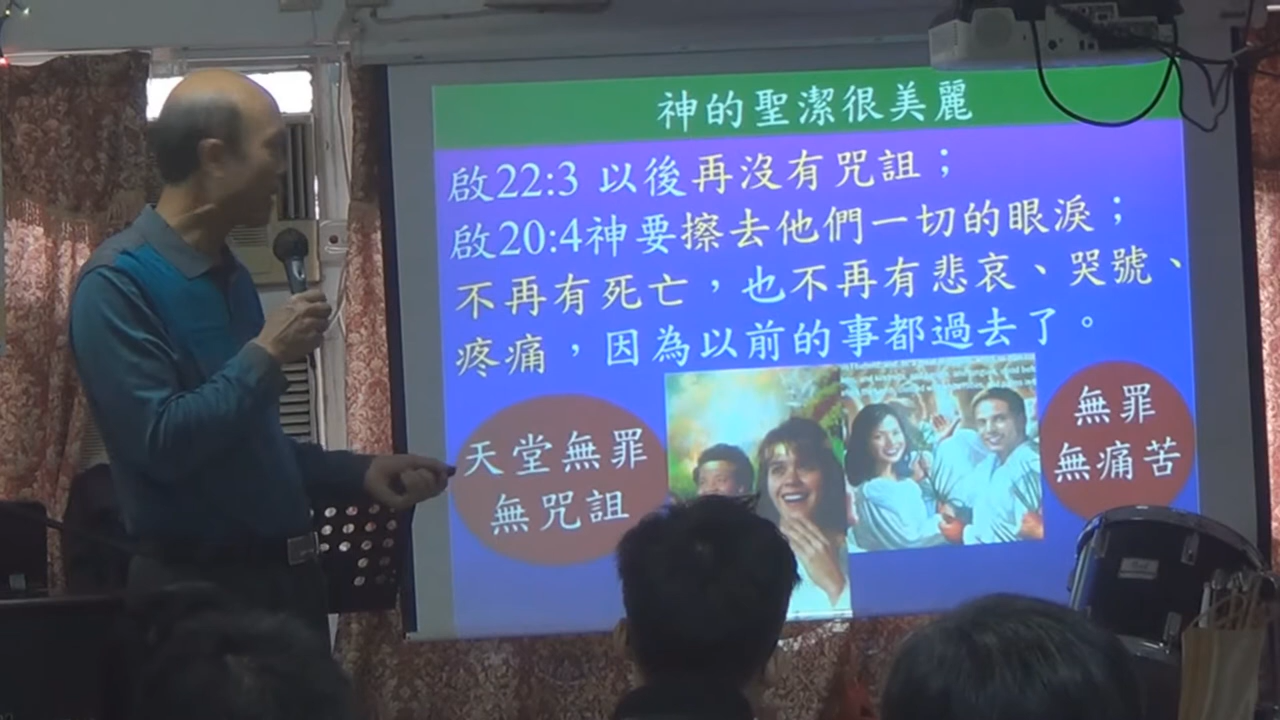 神的聖潔很美麗
啟22:3 以後再沒有咒詛；
啟20:4神要擦去他們一切的眼淚；
不再有死亡，也不再有悲哀、哭號、
疼痛，因為以前的事都過去了。
天堂無罪
無咒詛
無罪
無痛苦